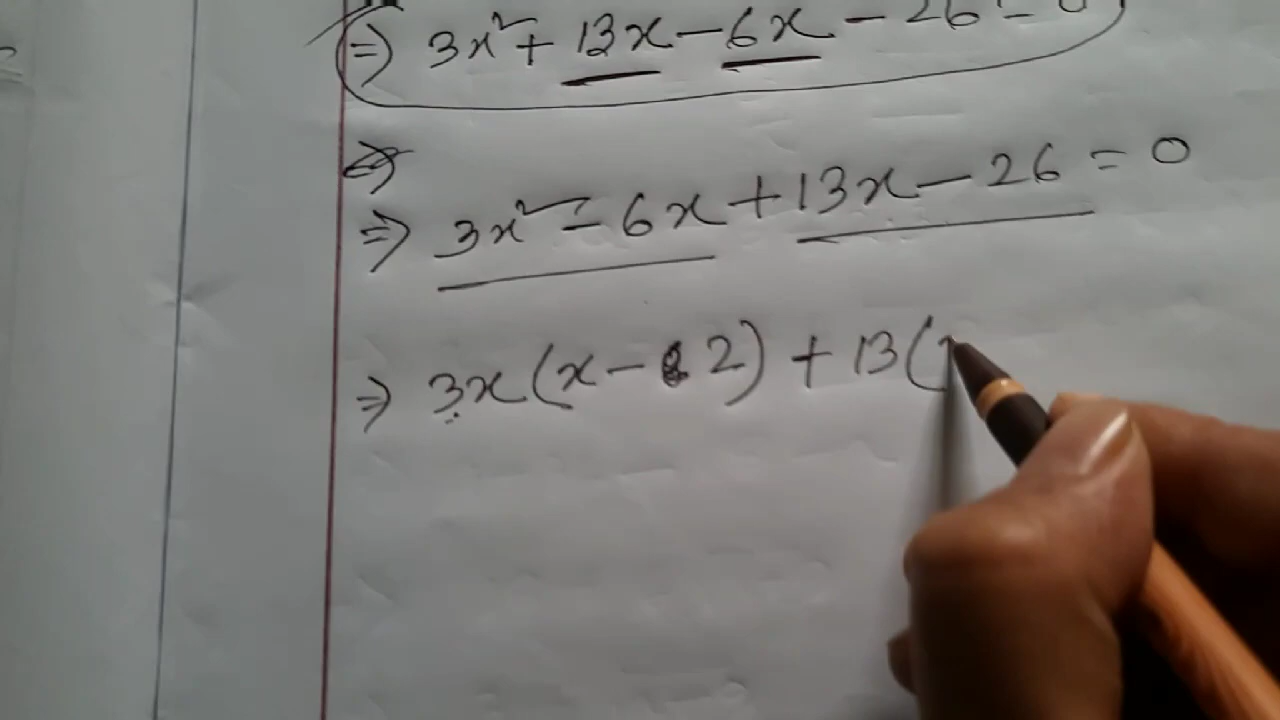 ⇒ 3x² + 13x - 6x - 26 = 0
⇒ 3x² - 6x + 13x - 26 = 0
⇒ 3x(x - 2) + 13(x